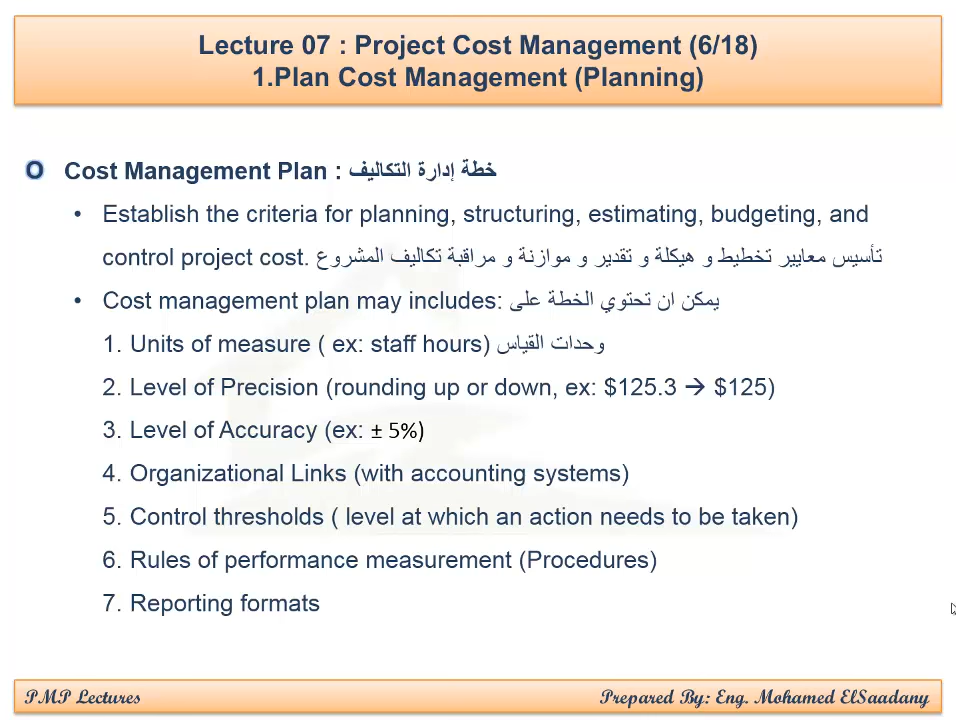 Lecture 07 : Project Cost Management (6/18)
1.Plan Cost Management (Planning)
Cost Management Plan : خطة إدارة التكاليف
• Establish the criteria for planning, structuring, estimating, budgeting, and
control project cost. تأسيس معايير تخطيط و هيكلة و تقدير و موازنة و مراقبة تكاليف المشروع
• Cost management plan may includes: يمكن ان تحتوي الخطة على
1. Units of measure ( ex: staff hours) وحدات القياس
2. Level of Precision (rounding up or down, ex: $125.3 → $125)
3. Level of Accuracy (ex: ± 5%)
4. Organizational Links (with accounting systems)
5. Control thresholds ( level at which an action needs to be taken)
6. Rules of performance measurement (Procedures)
7. Reporting formats
PMP Lectures
Prepared By: Eng. Mohamed ElSaadany